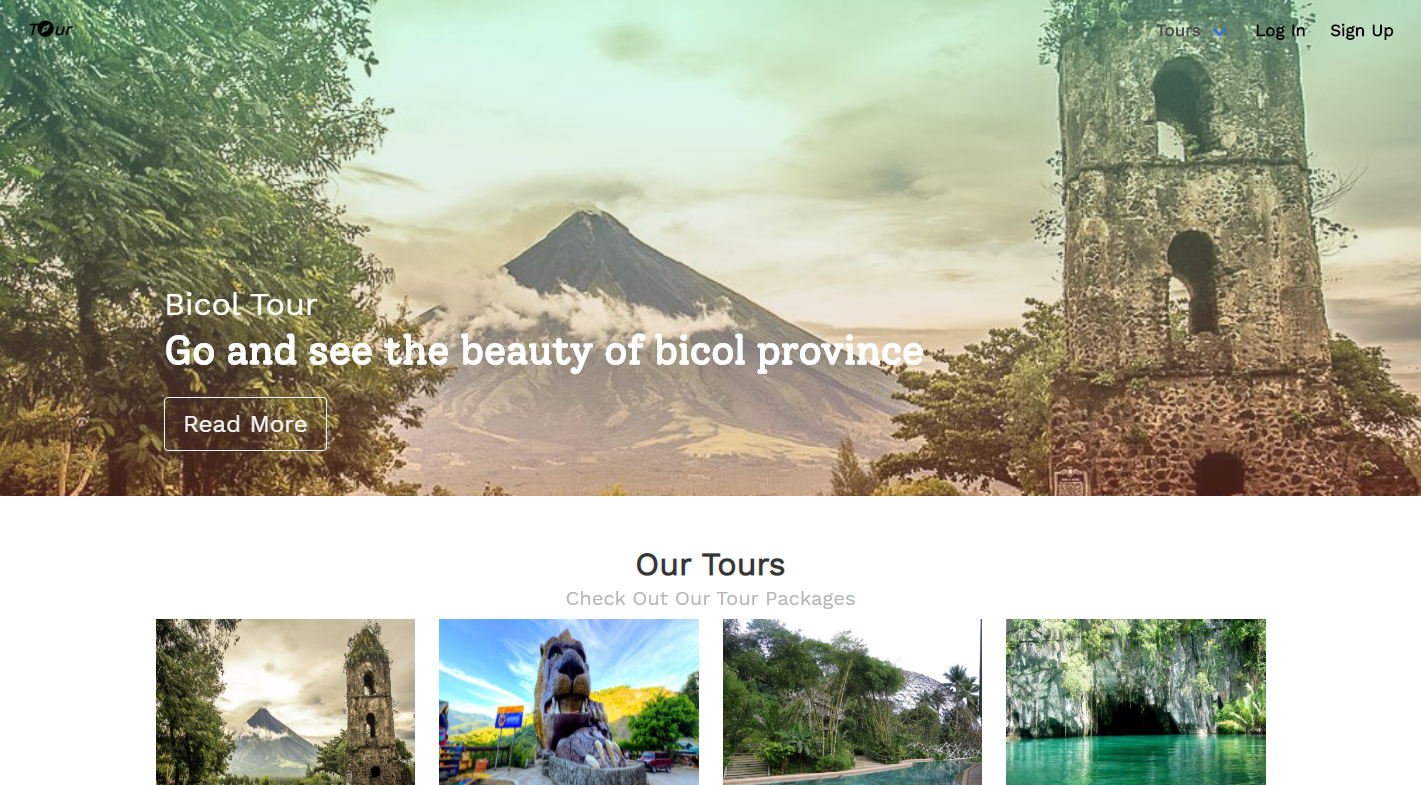 Tour
Tours
Log In
Sign Up
Bicol Tour
Go and see the beauty of bicol province
Read More
Our Tours
Check Out Our Tour Packages